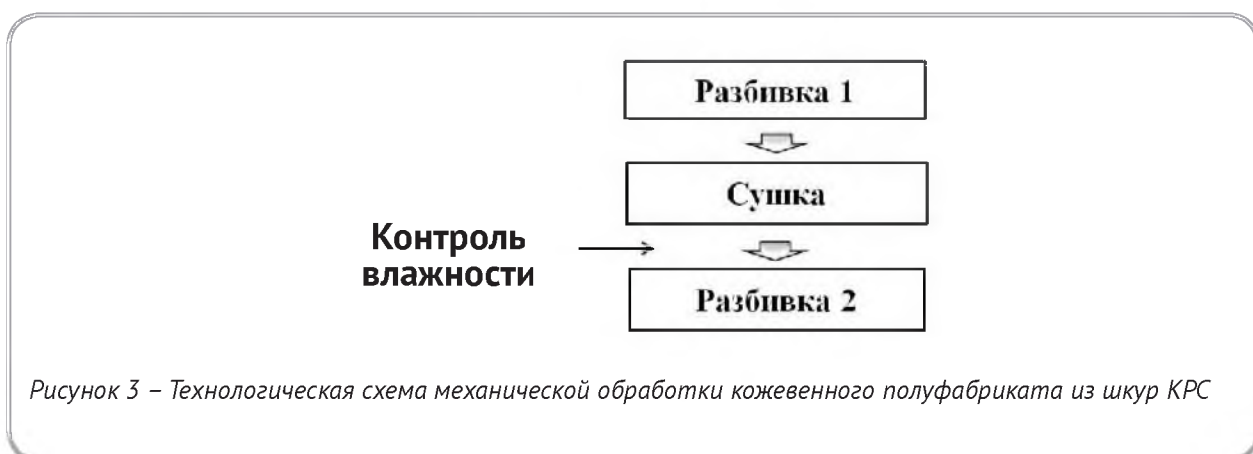 Разбивка 1
Сушка
Контроль
влажности
Разбивка 2
Рисунок 3 – Технологическая схема механической обработки кожевенного полуфабриката из шкур КРС